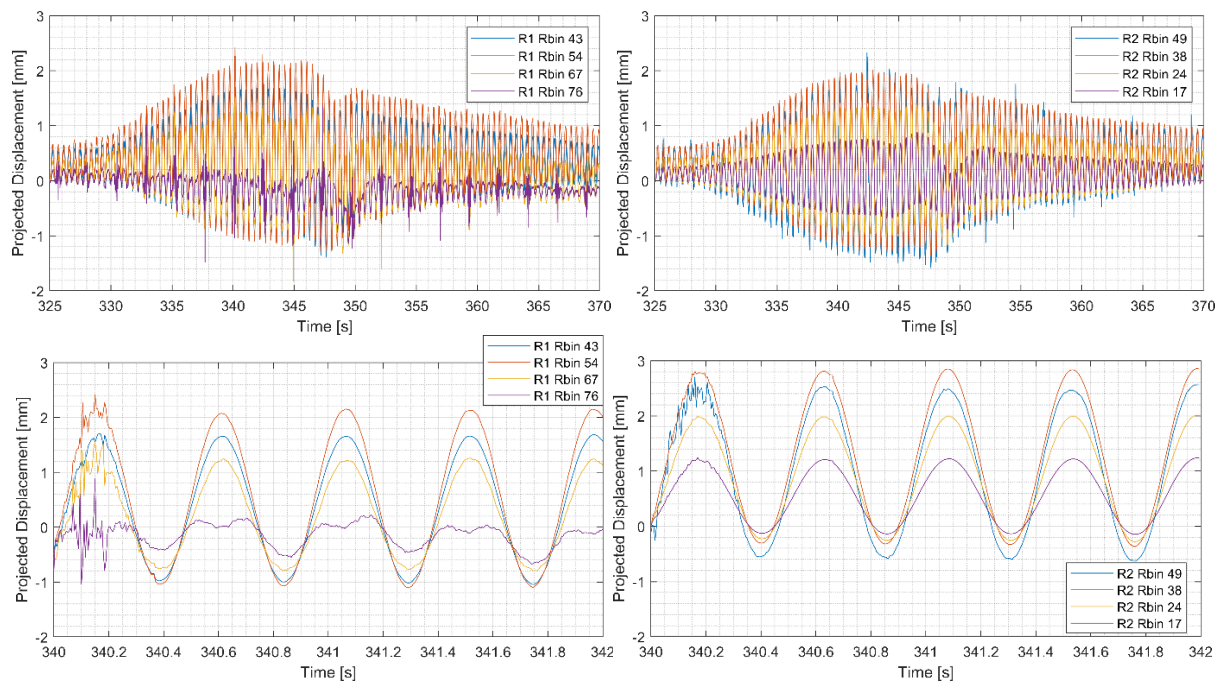 3
2
1
0
-1
-2
Projected Displacement [mm]
R1 Rbin 43
R1 Rbin 54
R1 Rbin 67
R1 Rbin 76
325 330 335 340 345 350 355 360 365 370
Time [s]
3
2
1
0
-1
-2
Projected Displacement [mm]
R2 Rbin 49
R2 Rbin 38
R2 Rbin 24
R2 Rbin 17
325 330 335 340 345 350 355 360 365 370
Time [s]
3
2
1
0
-1
-2
Projected Displacement [mm]
R1 Rbin 43
R1 Rbin 54
R1 Rbin 67
R1 Rbin 76
340 340.2 340.4 340.6 340.8 341 341.2 341.4 341.6 341.8 342
Time [s]
3
2
1
0
-1
-2
Projected Displacement [mm]
R2 Rbin 49
R2 Rbin 38
R2 Rbin 24
R2 Rbin 17
340 340.2 340.4 340.6 340.8 341 341.2 341.4 341.6 341.8 342
Time [s]